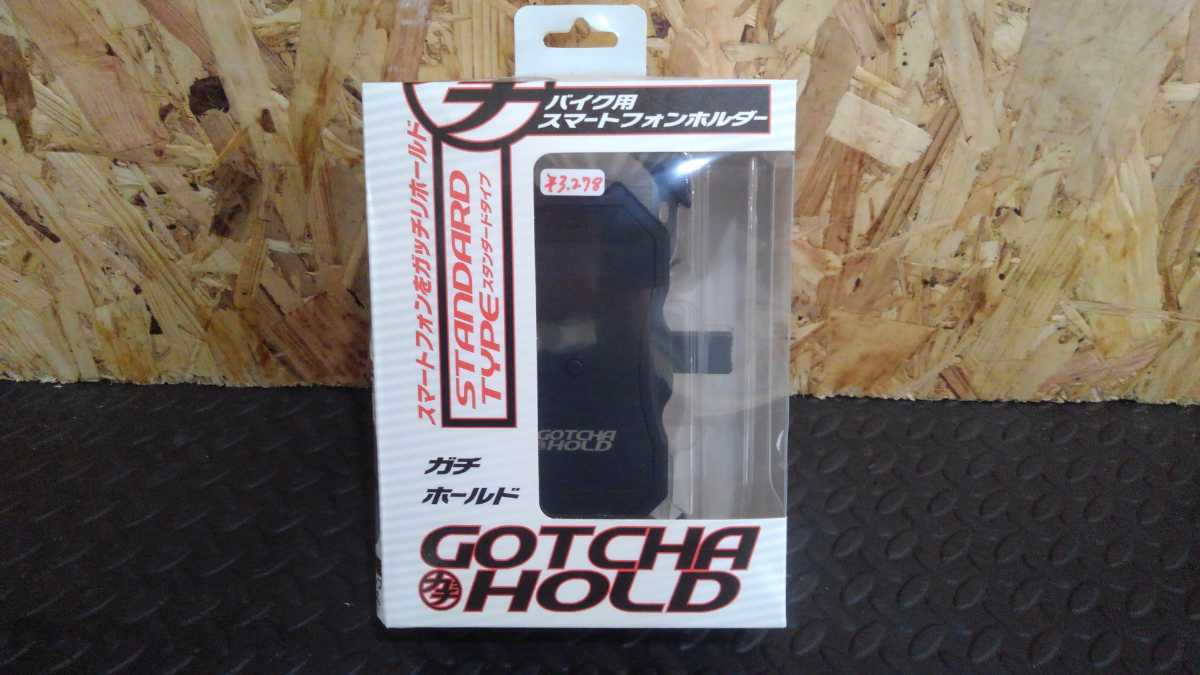 バイク用
スマートフォンホルダー
スマートフォンをガッチリホールド
STANDARD
TYPE スタンダードタイプ
¥3.278
GOTCHA
HOLD
ガチ
ホールド
GOTCHA
ガチ HOLD